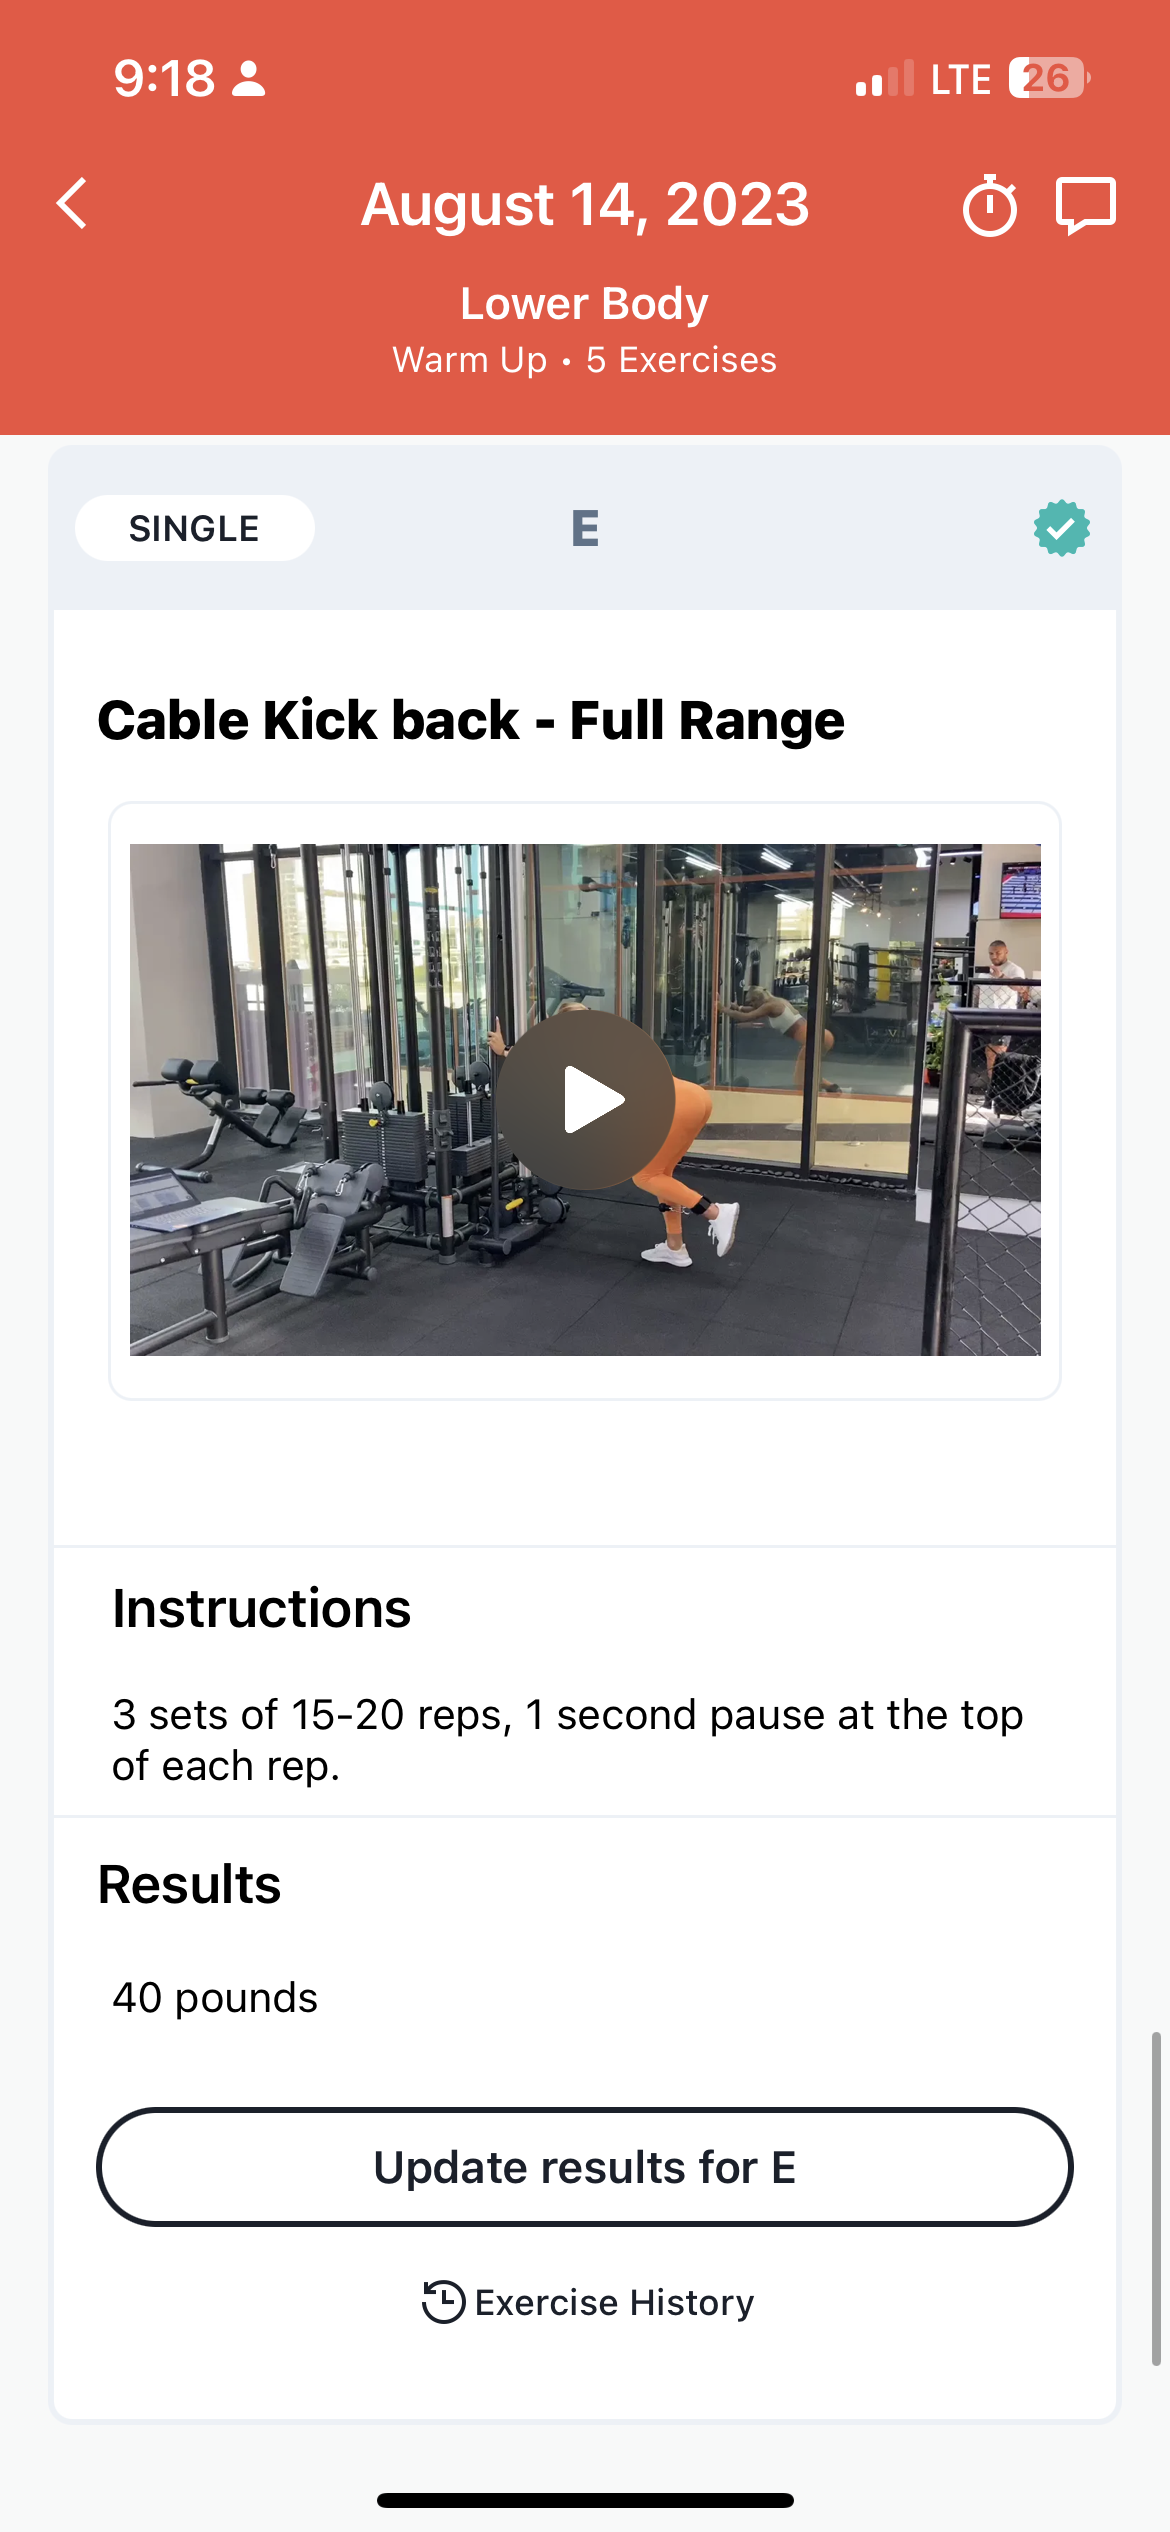 9:18
LTE
26
August 14, 2023
Lower Body
Warm Up • 5 Exercises
SINGLE
E
Cable Kick back - Full Range
Instructions
3 sets of 15-20 reps, 1 second pause at the top
of each rep.
Results
40 pounds
Update results for E
Exercise History